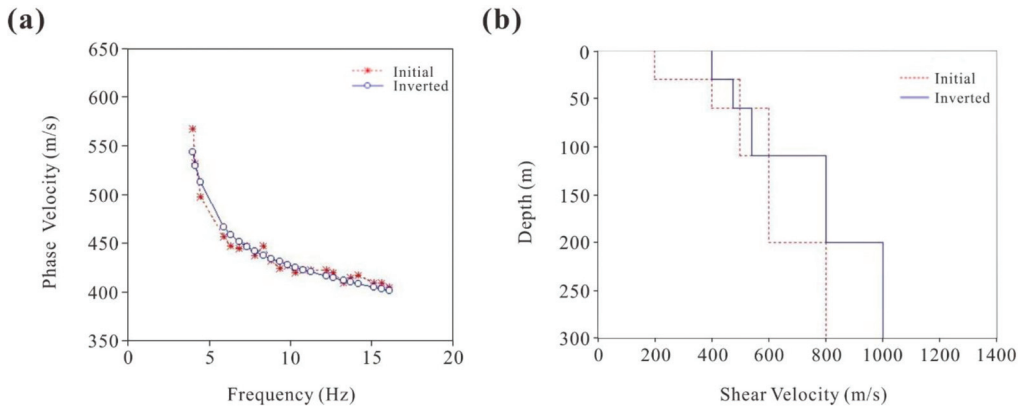 (a)
650
600
550
500
450
400
350
0
5
10
15
20
Phase Velocity (m/s)
Frequency (Hz)
Initial
Inverted
(b)
0
50
100
150
200
250
300
0
200
400
600
800
1000
1200
1400
Depth (m)
Shear Velocity (m/s)
Initial
Inverted